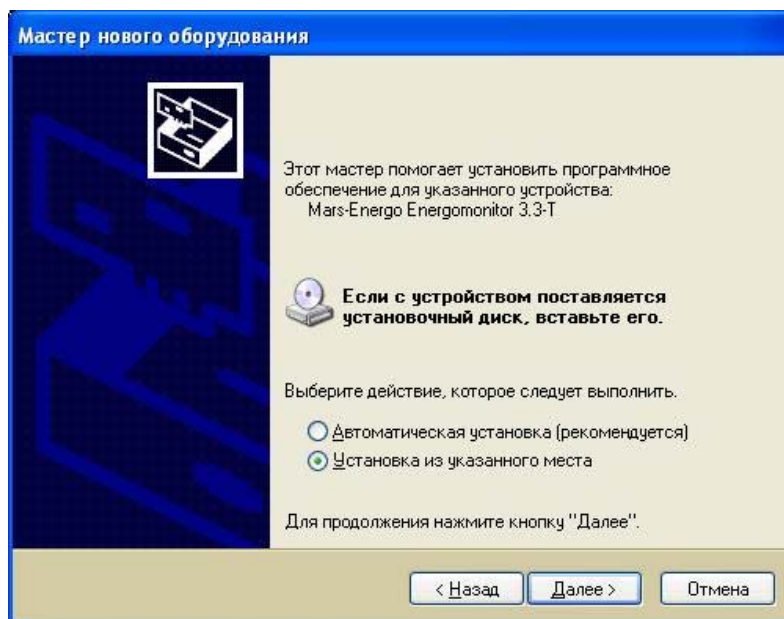 Мастер нового оборудования
Этот мастер помогает установить программное
обеспечение для указанного устройства:
Mars-Energo Energomonitor 3.3-T
Если с устройством поставляется
установочный диск, вставьте его.
Выберите действие, которое следует выполнить.
Автоматическая установка (рекомендуется)
Установка из указанного места
Для продолжения нажмите кнопку "Далее".
< Назад
Далее >
Отмена